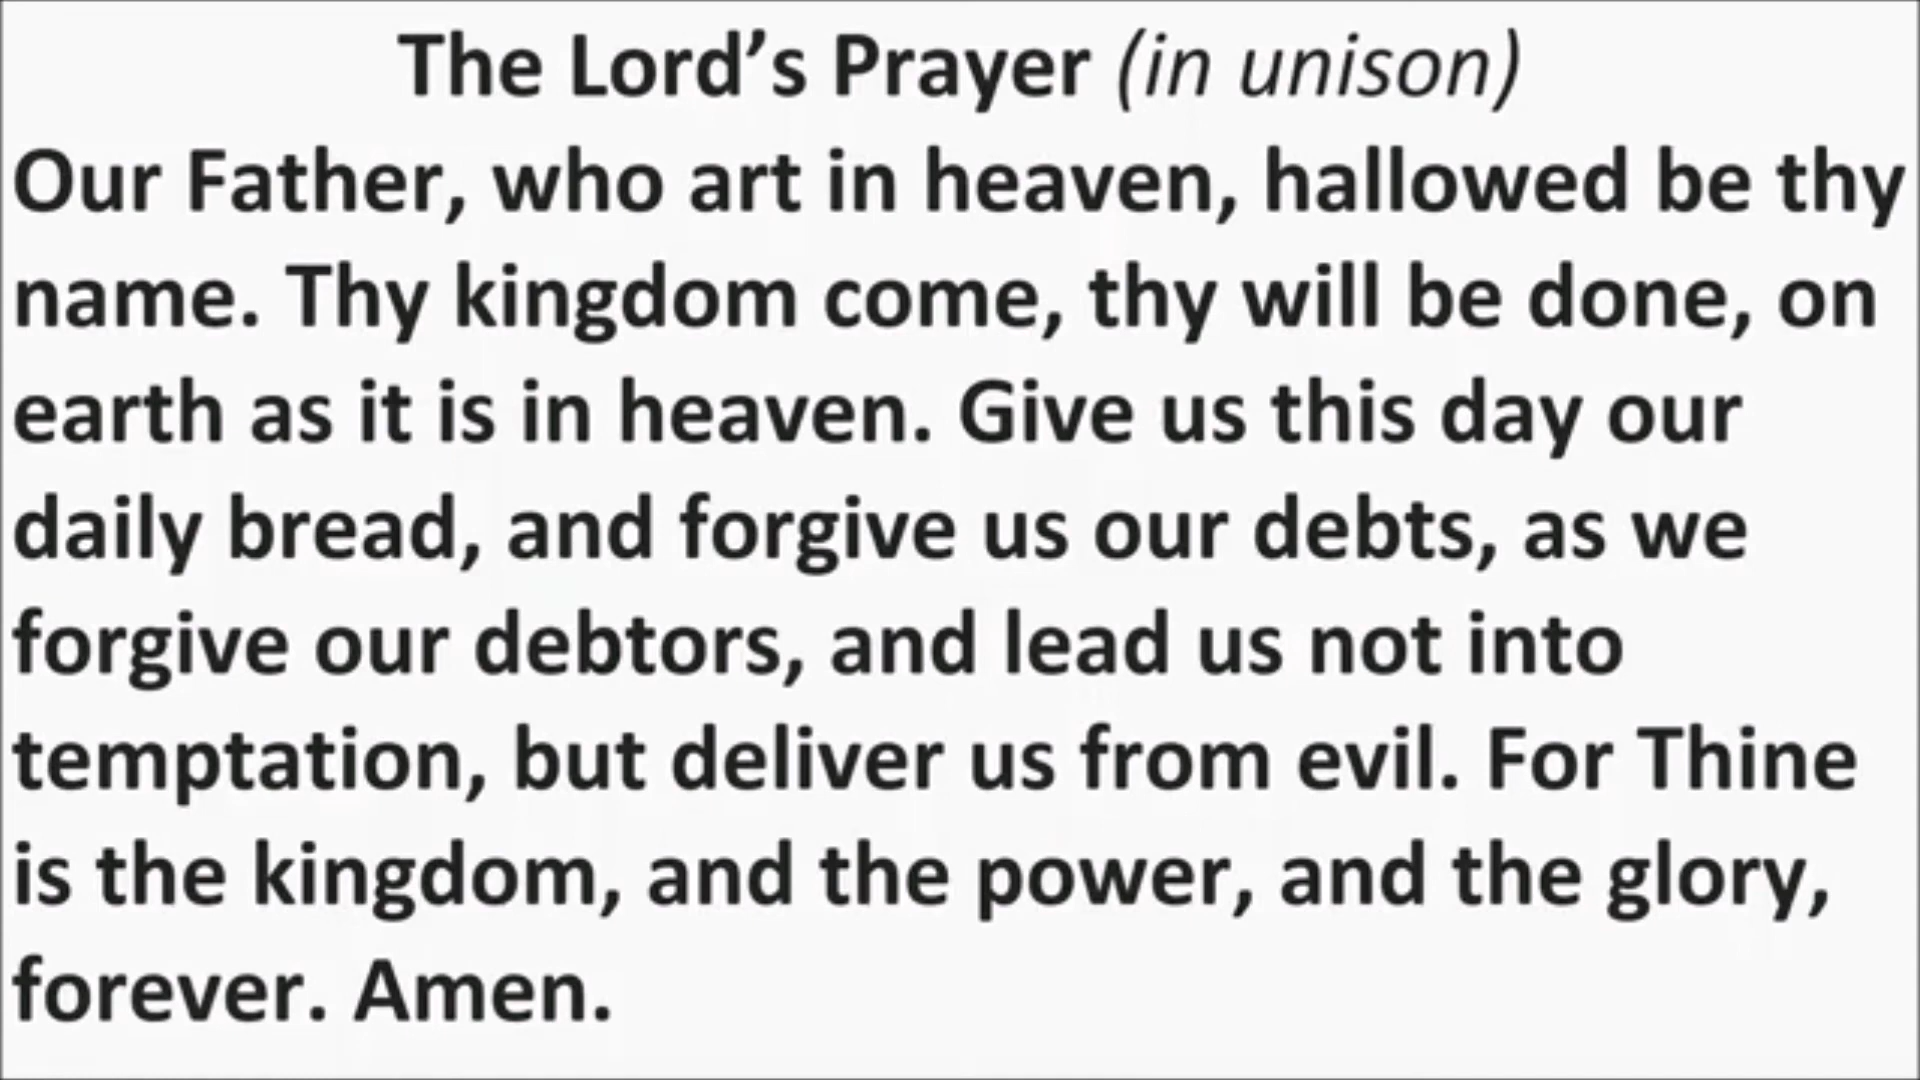 The Lord’s Prayer (in unison)
Our Father, who art in heaven, hallowed be thy
name. Thy kingdom come, thy will be done, on
earth as it is in heaven. Give us this day our
daily bread, and forgive us our debts, as we
forgive our debtors, and lead us not into
temptation, but deliver us from evil. For Thine
is the kingdom, and the power, and the glory,
forever. Amen.